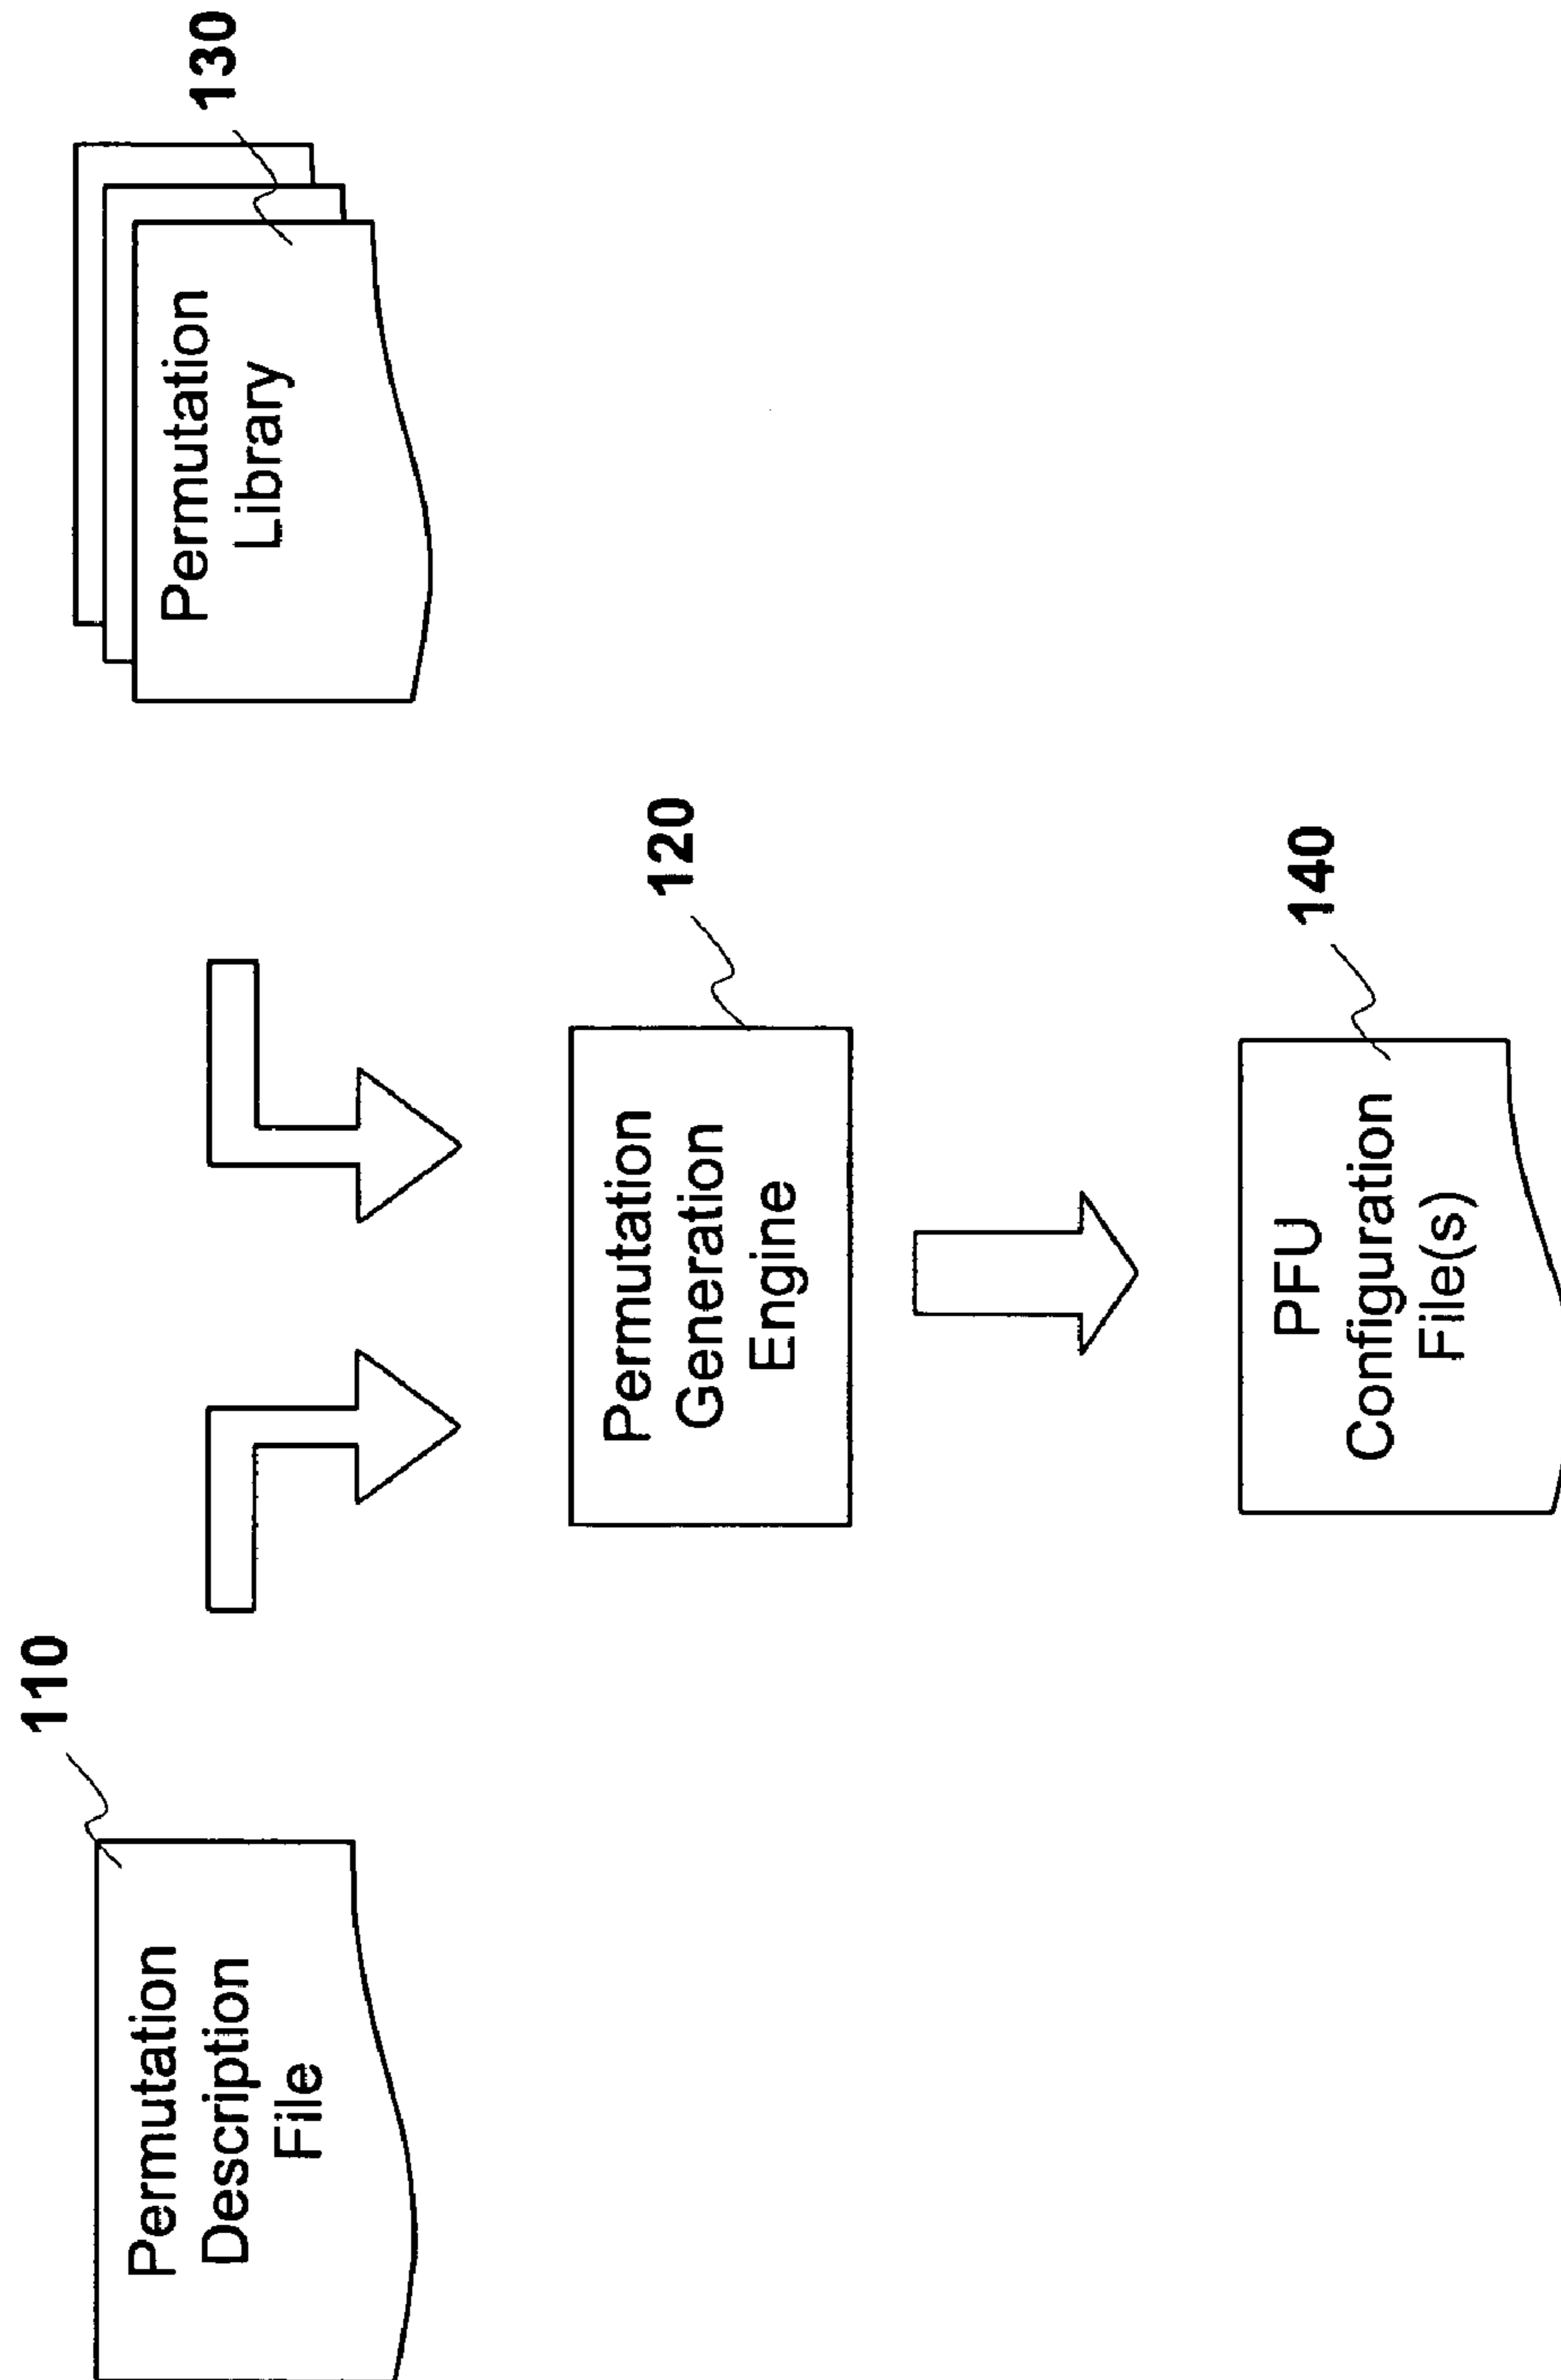 110
Permutation
Description
File
130
Permutation
Library
120
Permutation
Generation
Engine
140
PFU
Configuration
File(s)